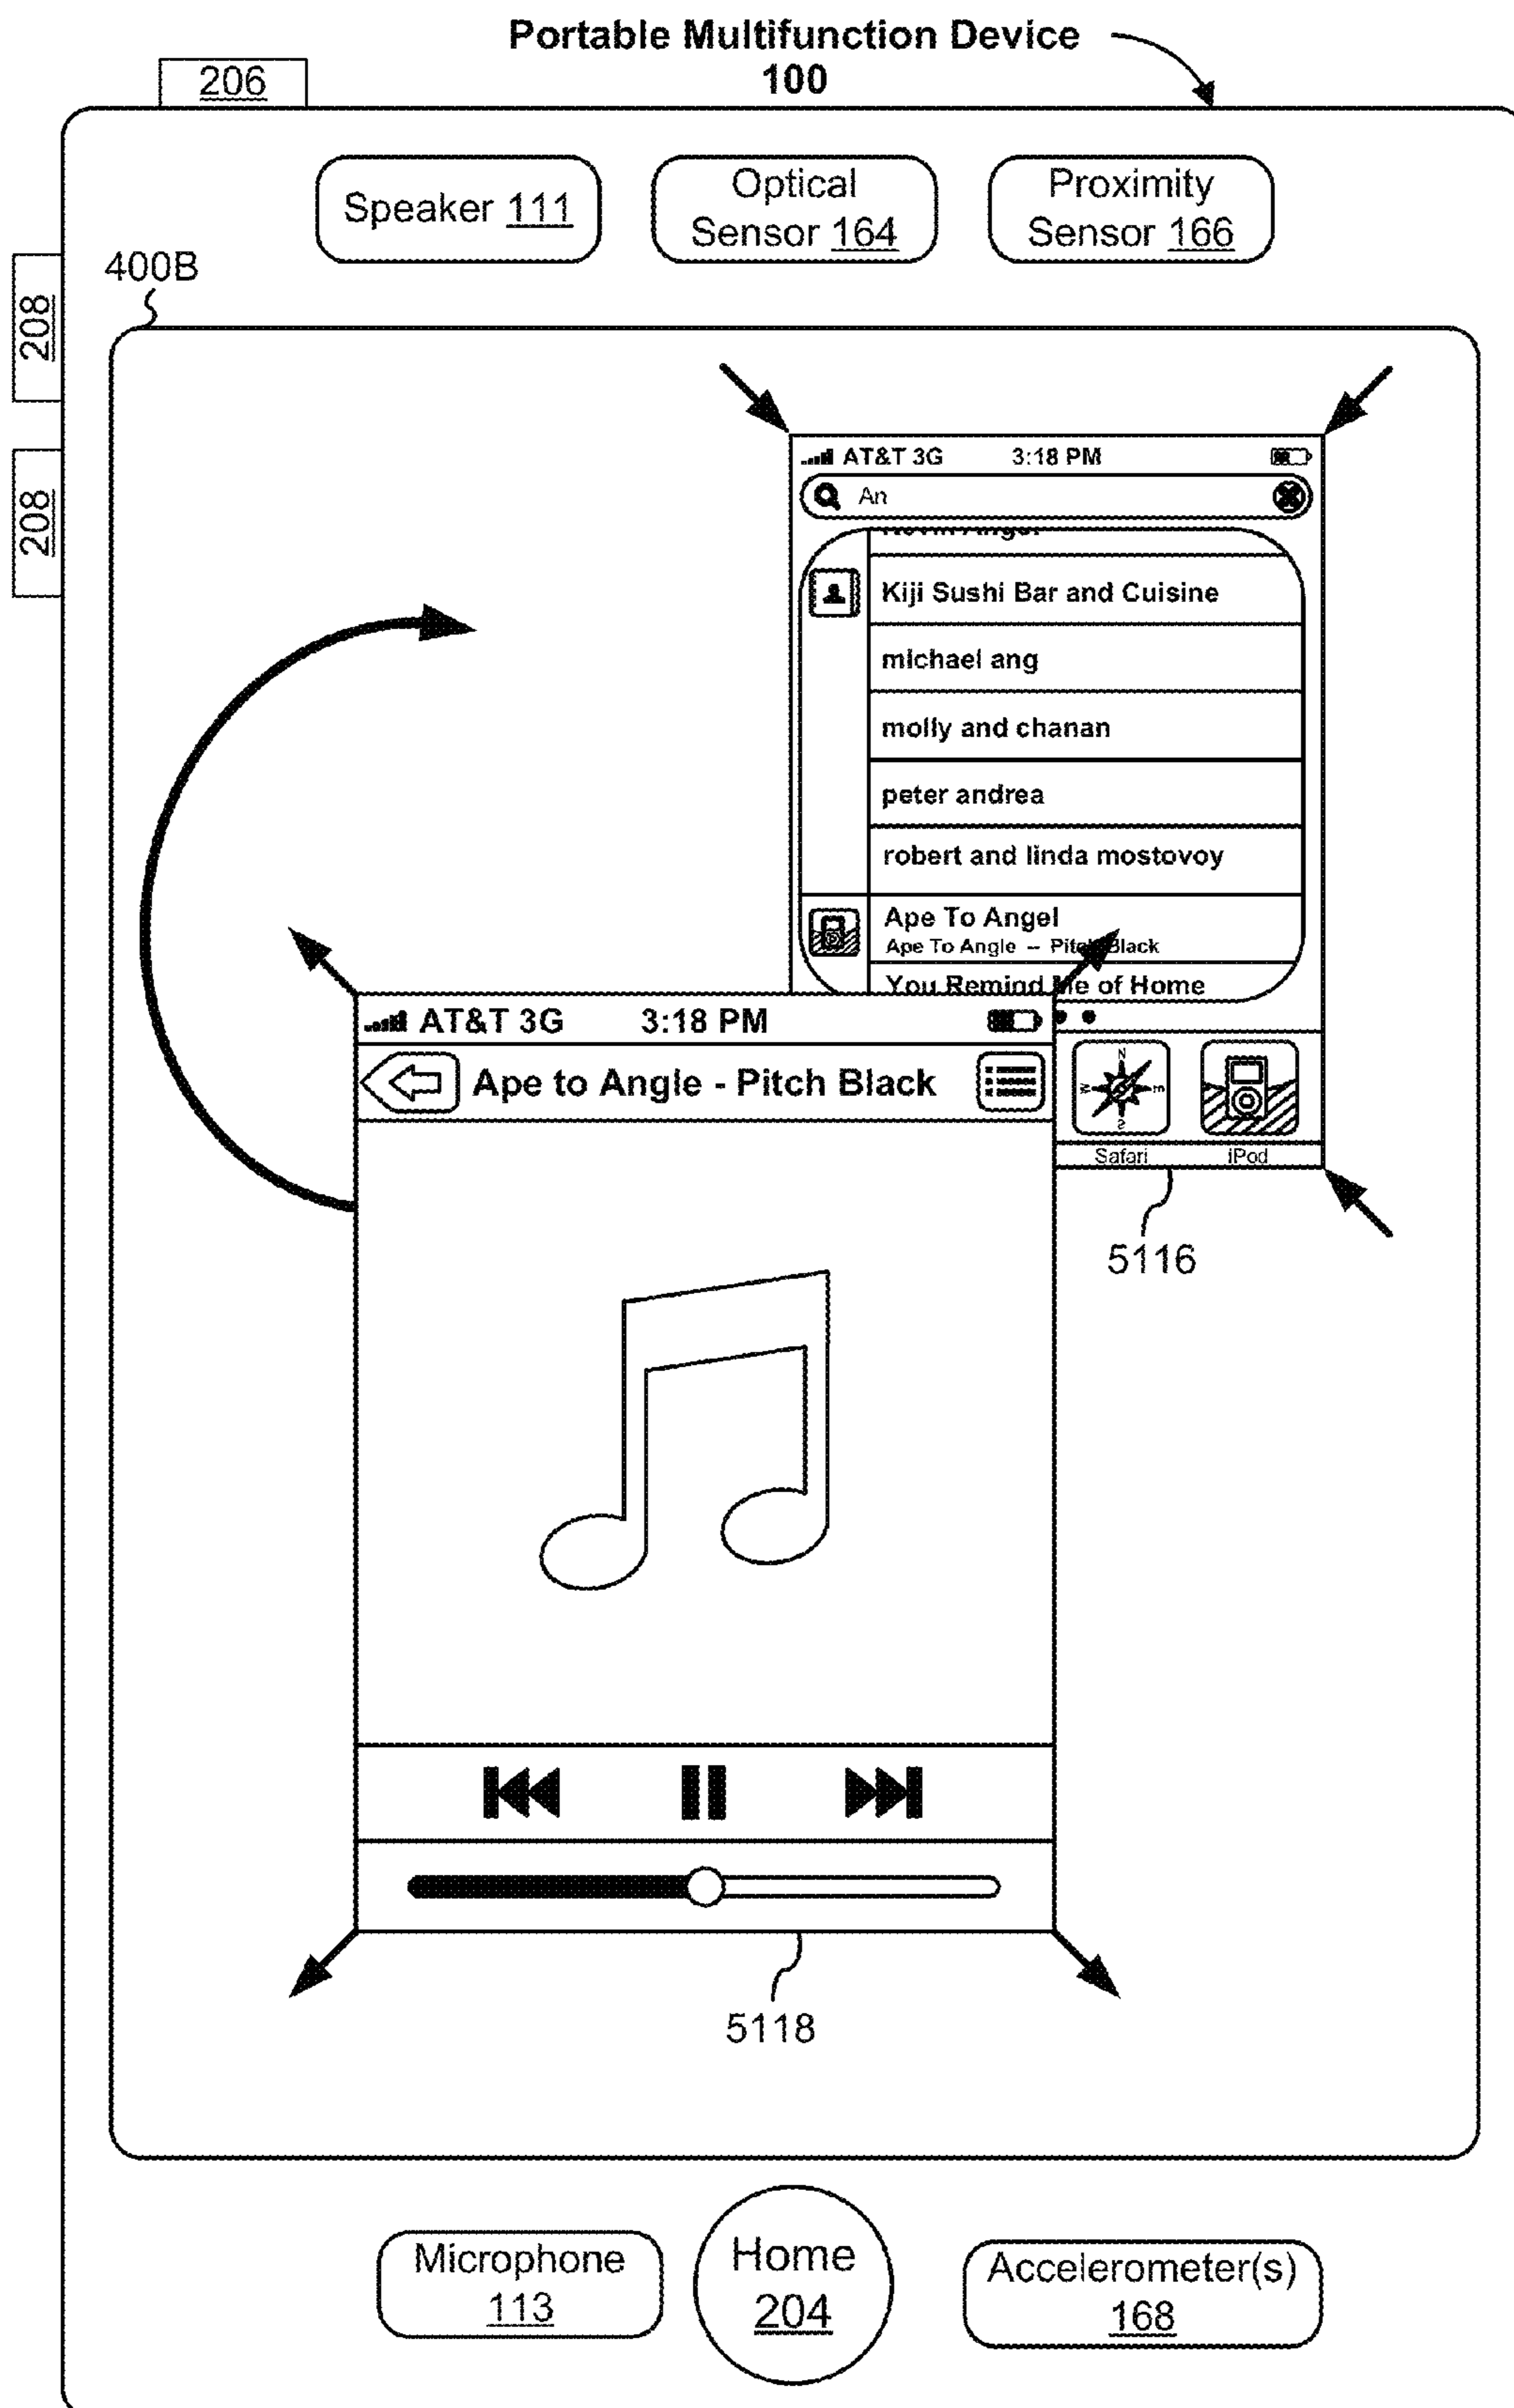 Portable Multifunction Device
100
206
Speaker 111
Optical
Sensor 164
Proximity
Sensor 166
208
208
400B
AT&T 3G 3:18 PM
An
Kiji Sushi Bar and Cuisine
michael ang
molly and chanan
peter andrea
robert and linda mostovoy
Ape To Angel
Ape To Angle – Pitch Black
You Remind Me of Home
AT&T 3G 3:18 PM
Ape to Angle - Pitch Black
N
W E
S
Safari iPod
5116
5118
Microphone
113
Home
204
Accelerometer(s)
168